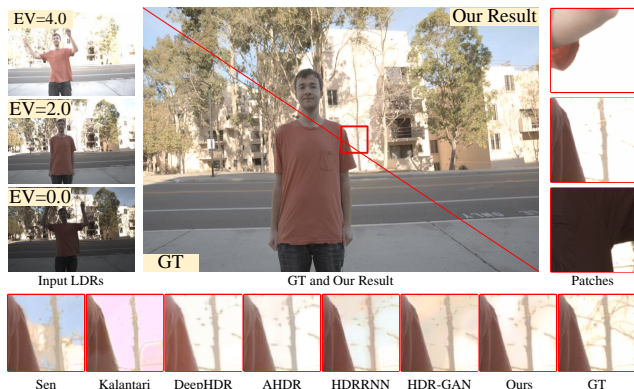 EV=4.0
EV=2.0
EV=0.0
Our Result
GT
ONLY
Input LDRs
GT and Our Result
Patches
Sen
Kalantari
DeepHDR
AHDR
HDRRNN
HDR-GAN
Ours
GT